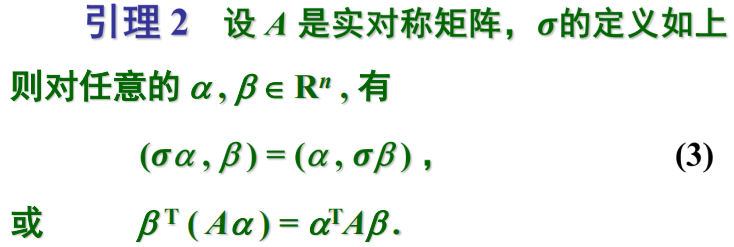 引理 2 设 A 是实对称矩阵，σ的定义如上
则对任意的 α , β ∈ Rⁿ , 有
(σα , β ) = (α , σβ ) ， (3)
或 βᵀ ( Aα ) = αᵀAβ .